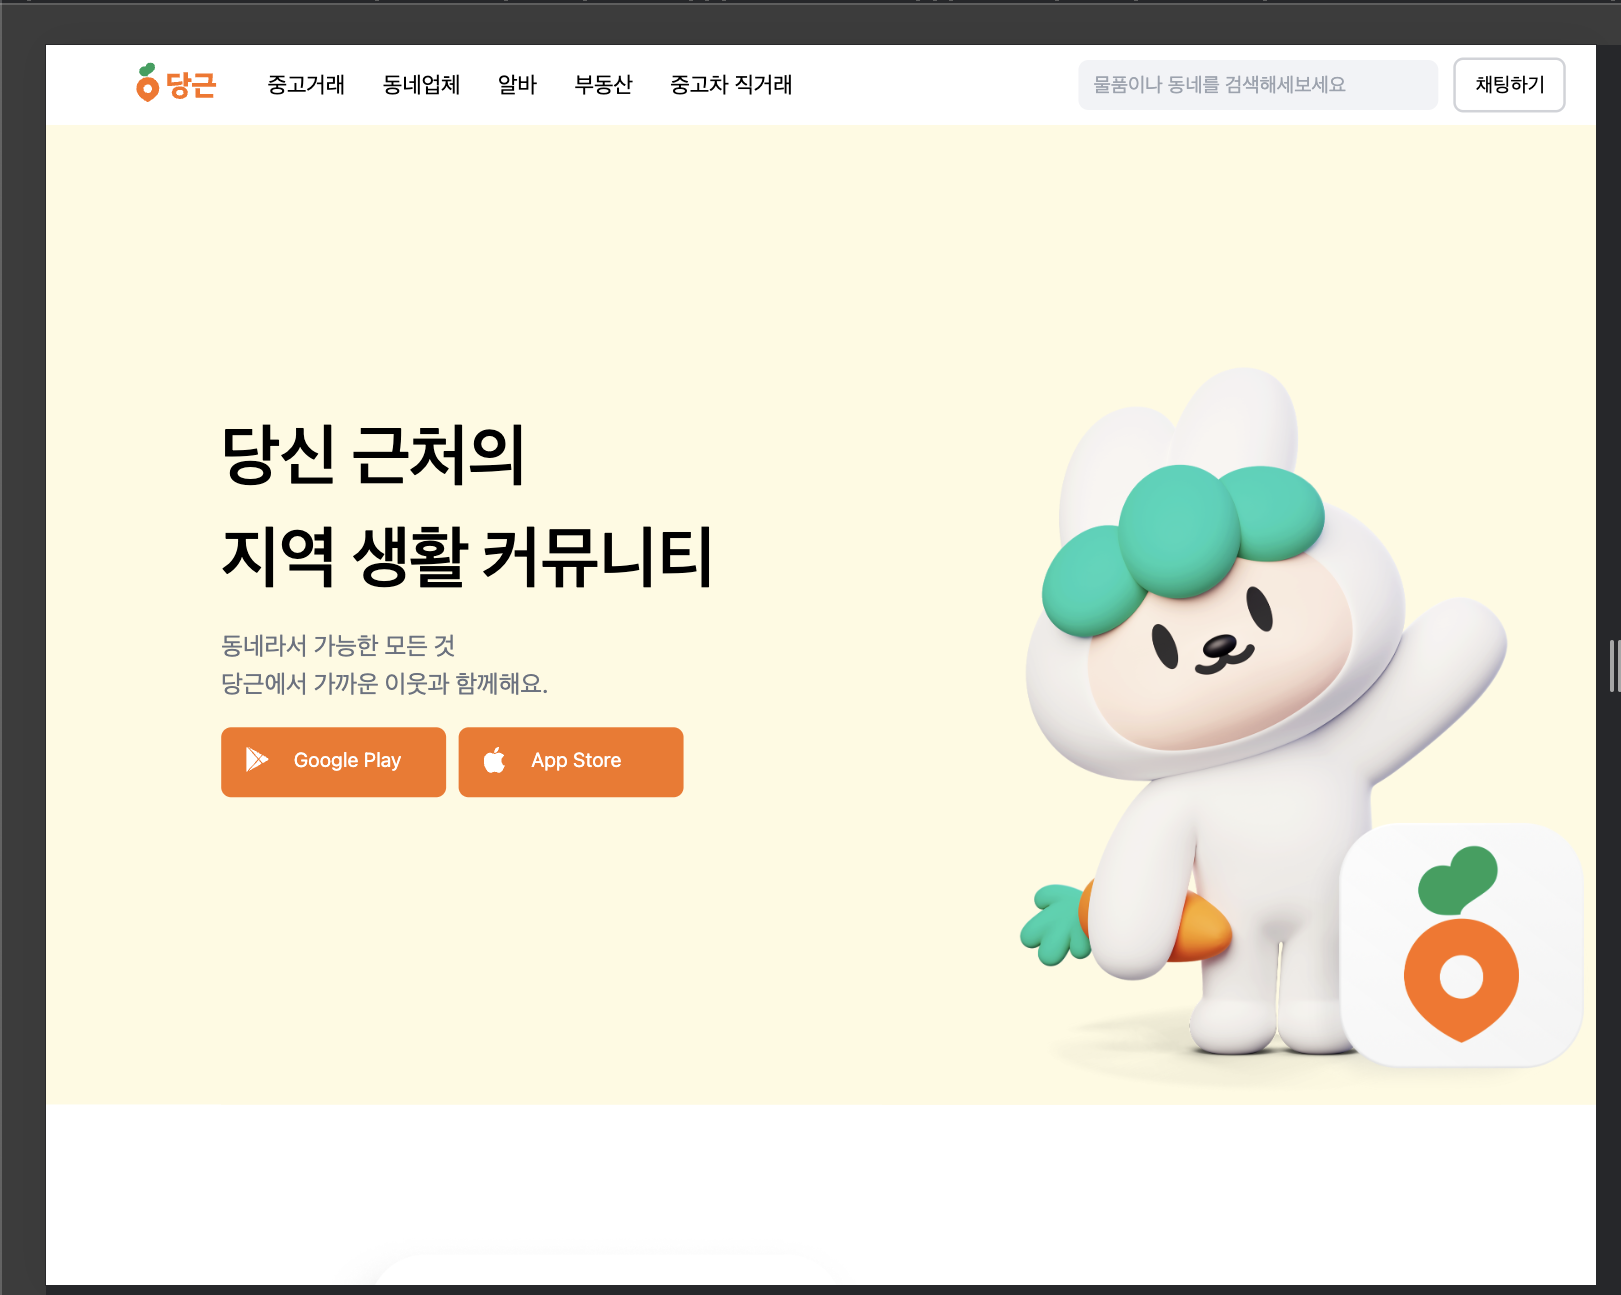 당근
중고거래
동네업체
알바
부동산
중고차 직거래
물품이나 동네를 검색해세보세요
채팅하기
당신 근처의
지역 생활 커뮤니티
동네라서 가능한 모든 것
당근에서 가까운 이웃과 함께해요.
Google Play
App Store